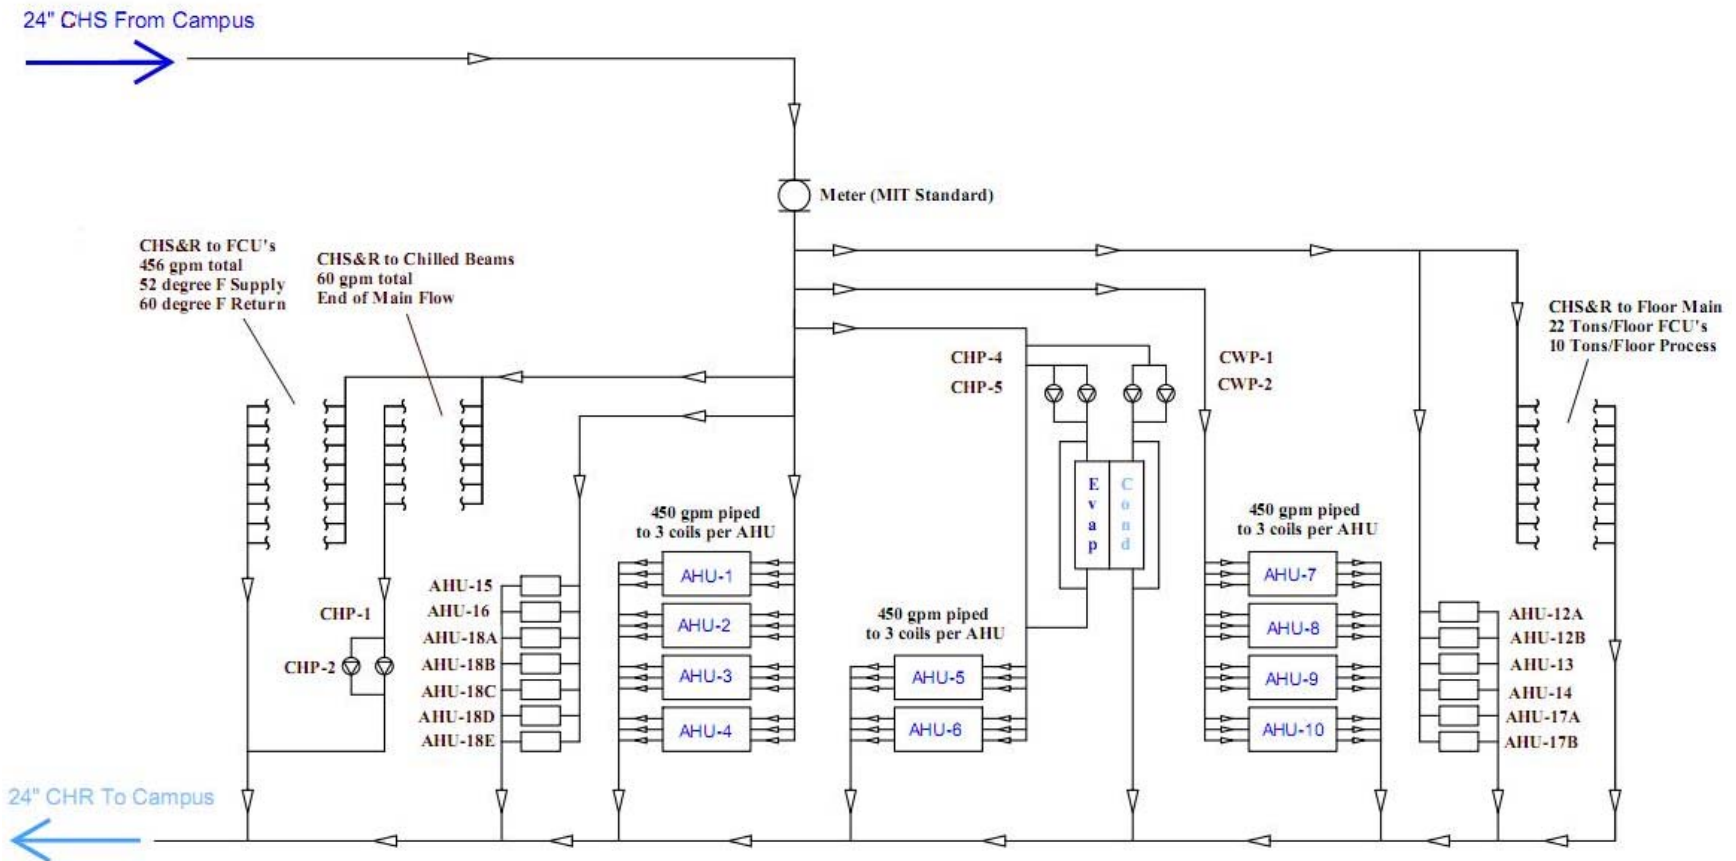 24" CHS From Campus
Meter (MIT Standard)
CHS&R to FCU's
456 gpm total
52 degree F Supply
60 degree F Return
CHS&R to Chilled Beams
60 gpm total
End of Main Flow
CHS&R to Floor Main
22 Tons/Floor FCU's
10 Tons/Floor Process
CHP-4
CHP-5
CWP-1
CWP-2
Evap
Cond
450 gpm piped
to 3 coils per AHU
AHU-1
AHU-2
AHU-3
AHU-4
450 gpm piped
to 3 coils per AHU
AHU-5
AHU-6
450 gpm piped
to 3 coils per AHU
AHU-7
AHU-8
AHU-9
AHU-10
CHP-1
CHP-2
AHU-15
AHU-16
AHU-18A
AHU-18B
AHU-18C
AHU-18D
AHU-18E
AHU-12A
AHU-12B
AHU-13
AHU-14
AHU-17A
AHU-17B
24" CHR To Campus